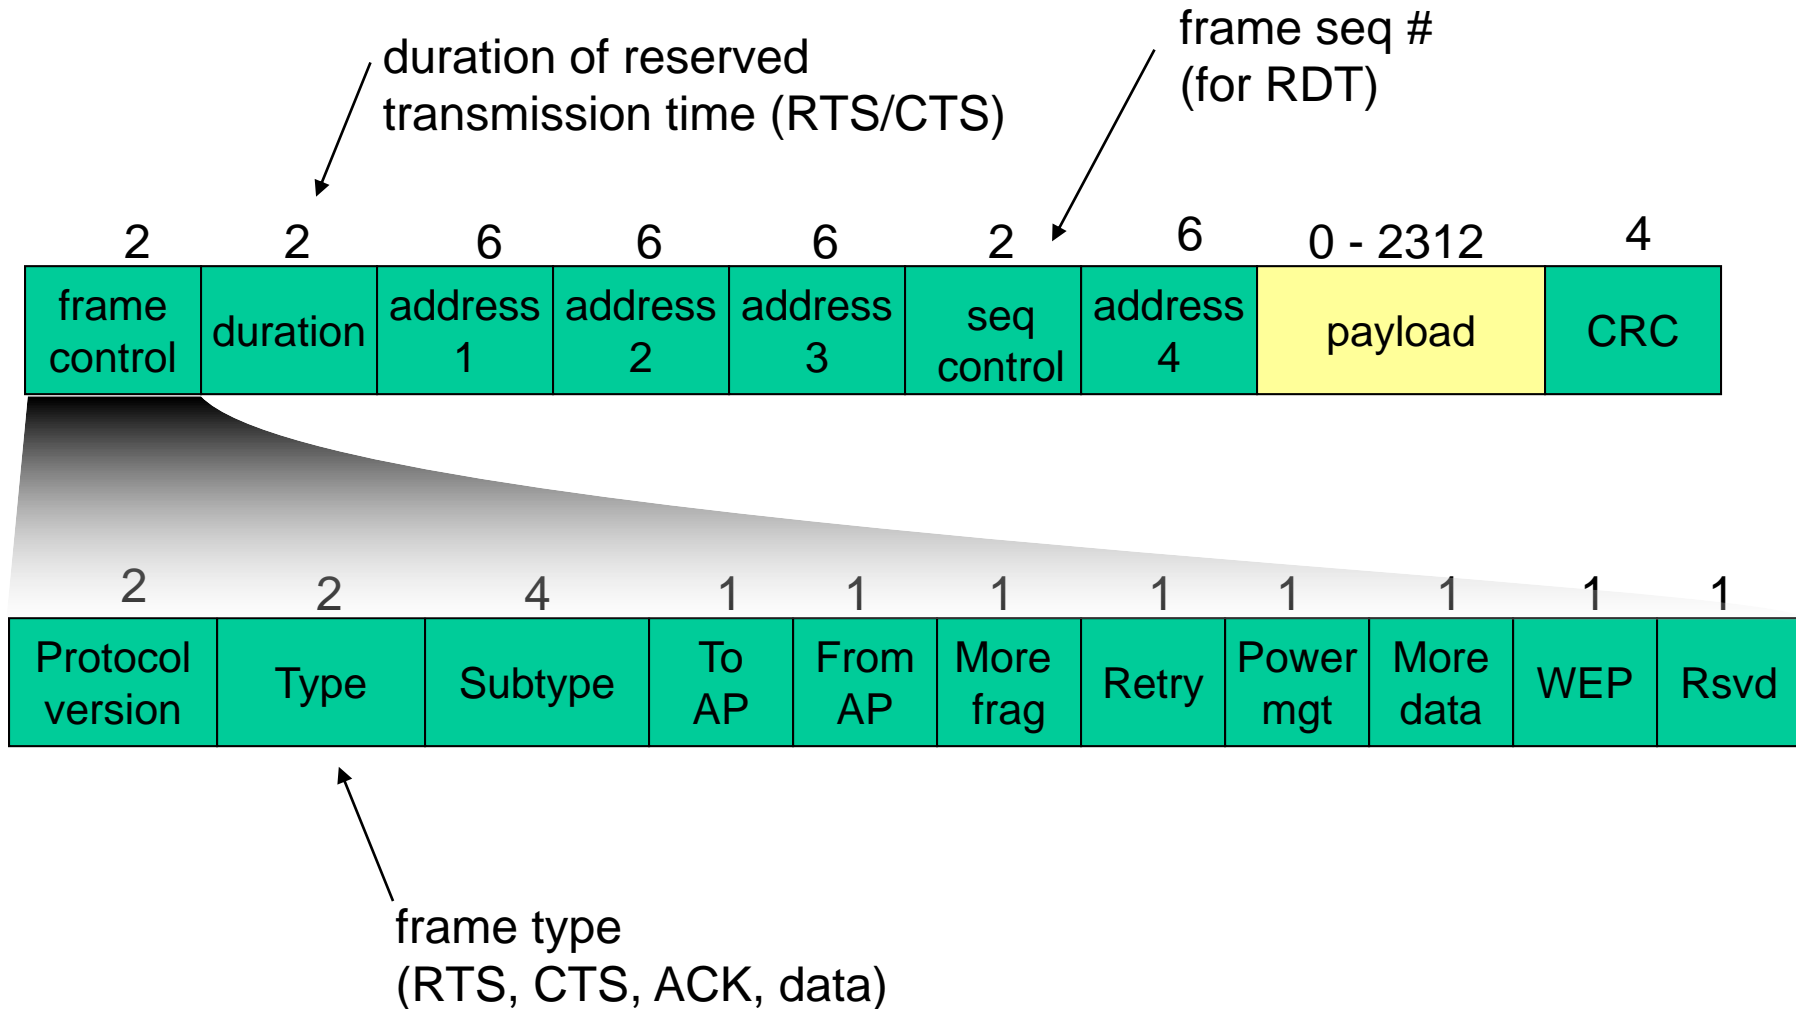 duration of reserved
transmission time (RTS/CTS)
frame seq #
(for RDT)
2 2 6 6 6 2 6 0 - 2312 4
frame
control
duration
address
1
address
2
address
3
seq
control
address
4
payload
CRC
2 2 4 1 1 1 1 1 1 1 1
Protocol
version
Type
Subtype
To
AP
From
AP
More
frag
Retry
Power
mgt
More
data
WEP
Rsvd
frame type
(RTS, CTS, ACK, data)